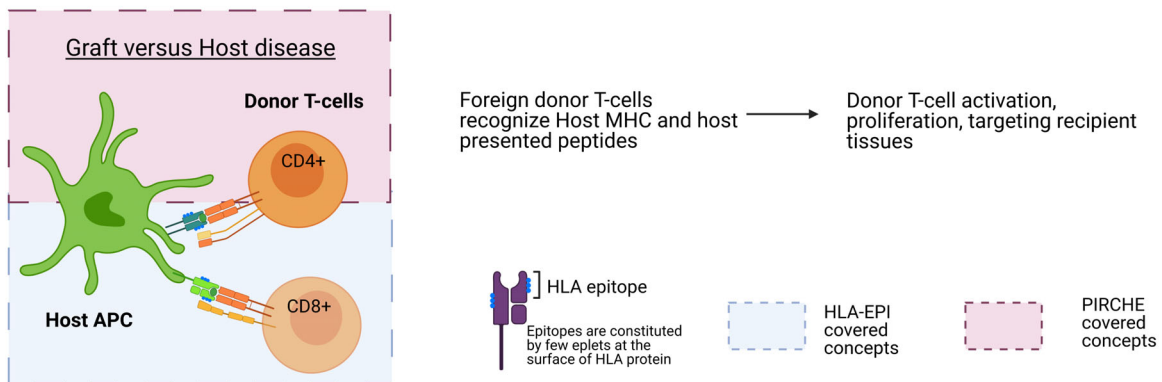 Graft versus Host disease
Donor T-cells
CD4+
CD8+
Host APC
Foreign donor T-cells
recognize Host MHC and host
presented peptides
Donor T-cell activation,
proliferation, targeting recipient
tissues
HLA epitope
Epitopes are constituted
by few eplets at the
surface of HLA protein
HLA-EPI
covered
concepts
PIRCHE
covered
concepts